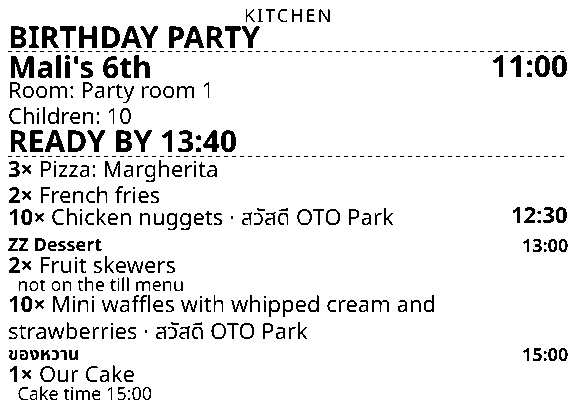 KITCHEN
BIRTHDAY PARTY
Mali's 6th 11:00
Room: Party room 1
Children: 10
READY BY 13:40
3× Pizza: Margherita
2× French fries
10× Chicken nuggets · สวัสดี OTO Park 12:30
ZZ Dessert 13:00
2× Fruit skewers
not on the till menu
10× Mini waffles with whipped cream and
strawberries · สวัสดี OTO Park
ของหวาน 15:00
1× Our Cake
Cake time 15:00